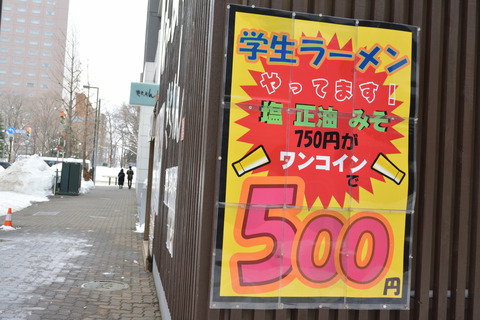 学生ラーメン
やってます!
塩 正油 みそ
750円が
ワンコイン
で
500
円